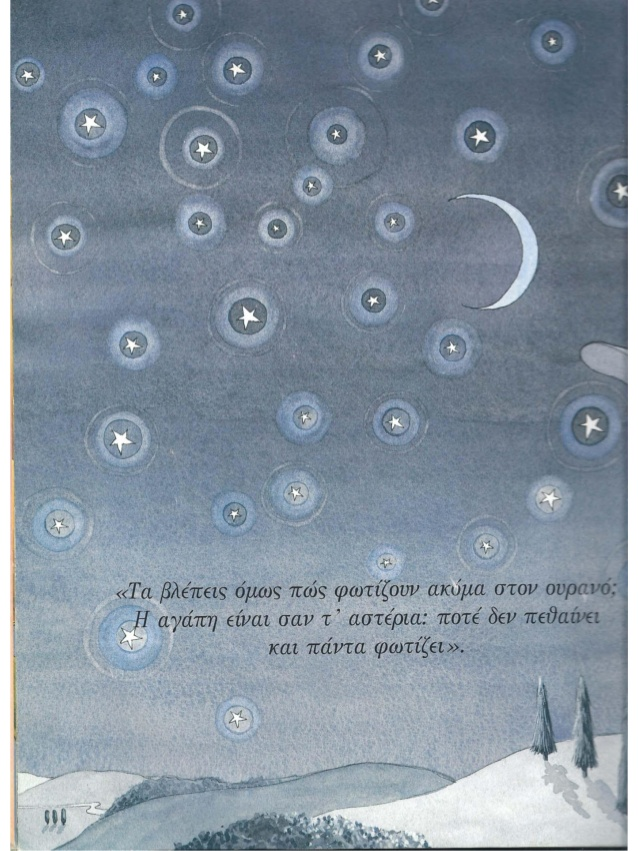 «Τα βλέπεις όμως πώς φωτίζουν ακόμα στον ουρανό;
Η αγάπη είναι σαν τ᾽ αστέρια: ποτέ δεν πεθαίνει
και πάντα φωτίζει».